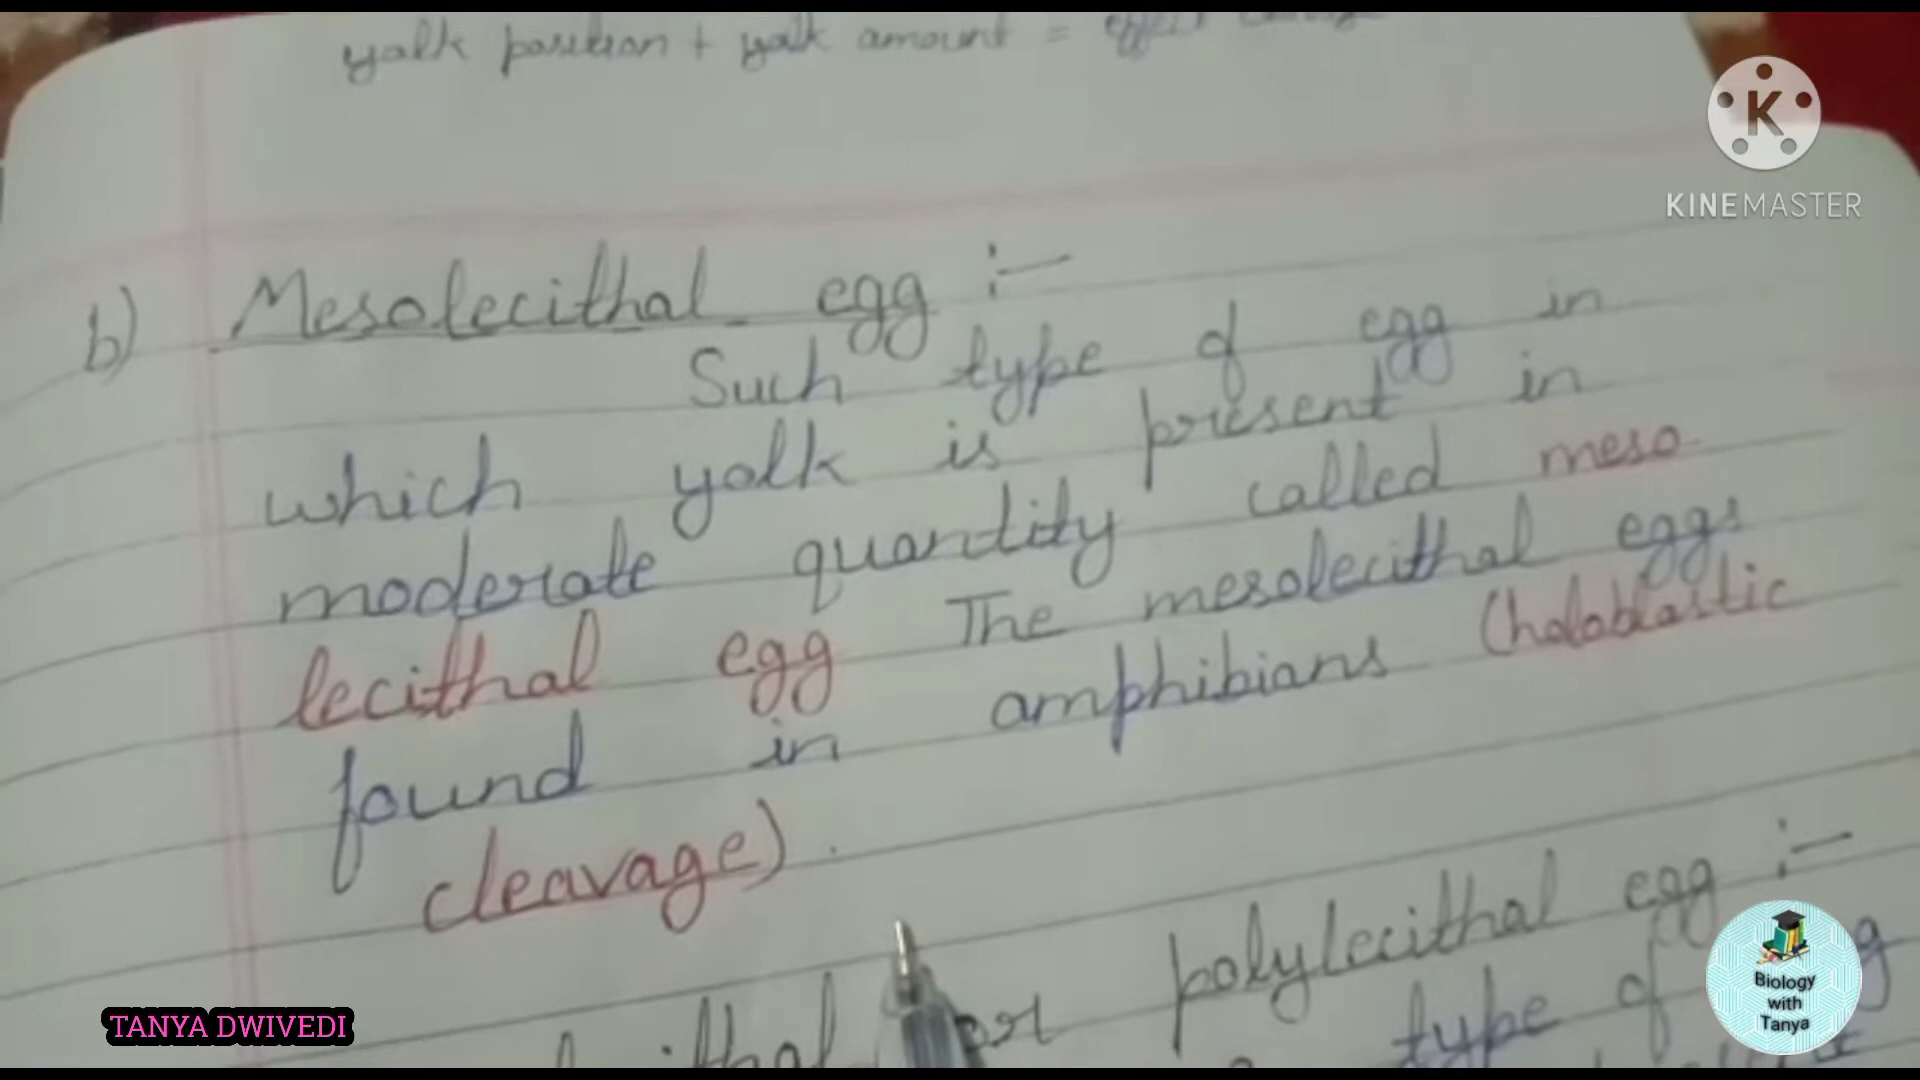 yolk position + yolk amount = effect
K
KINEMASTER
b) Mesolecithal egg :-
Such type of egg in
which yolk is present in
moderate quantity called meso
lecithal egg The mesolecithal eggs
found in amphibians (holoblastic
cleavage).
or polylecithal egg :-
type of
Biology
with
Tanya
TANYA DWIVEDI